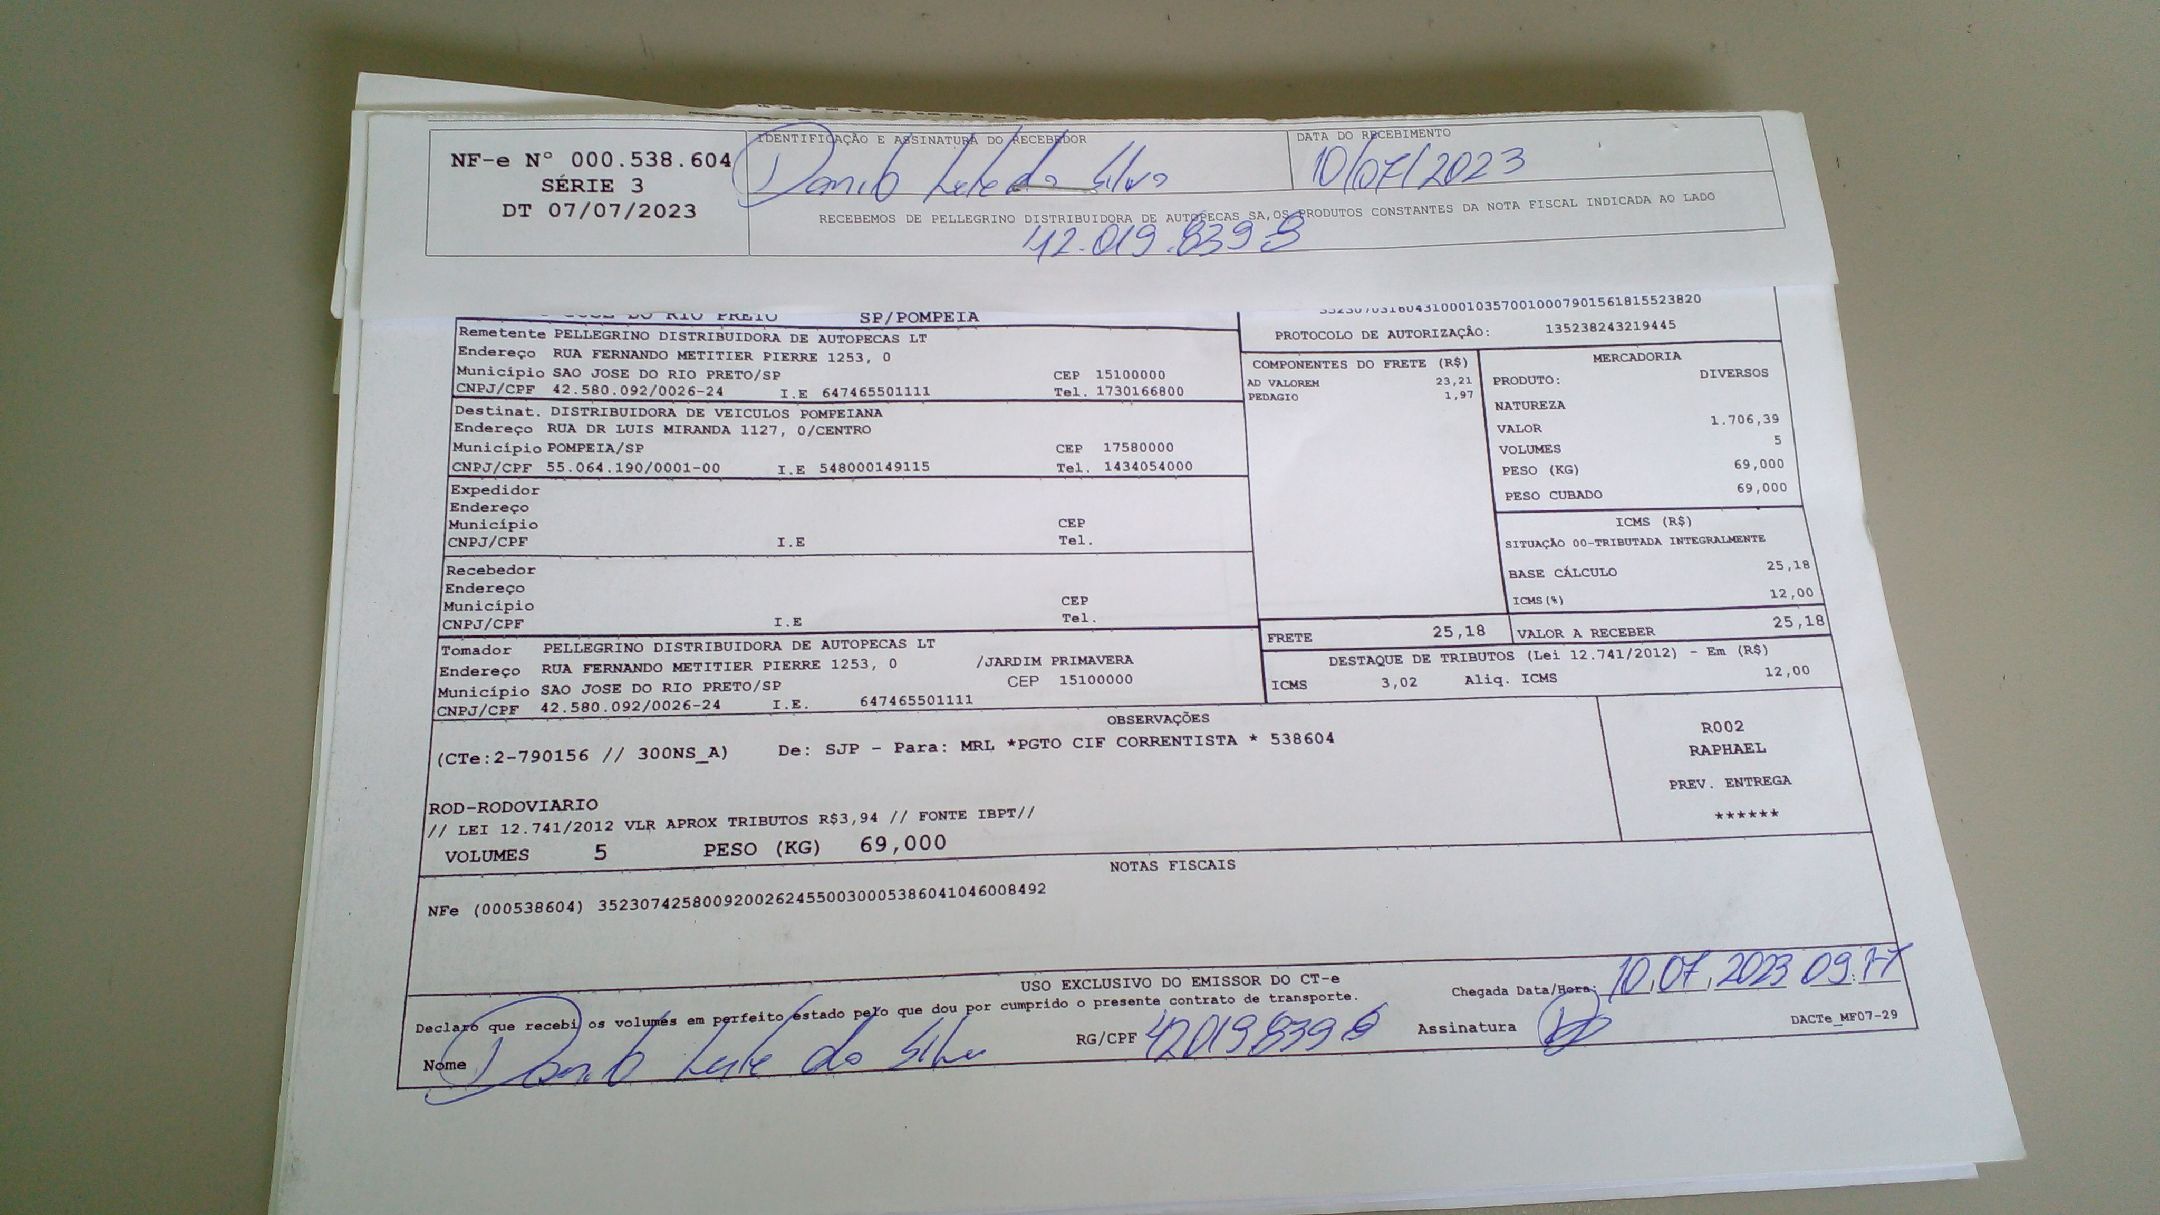 NF-e Nº 000.538.604
SÉRIE 3
DT 07/07/2023
IDENTIFICAÇÃO E ASSINATURA DO RECEBEDOR
Danilo Leite da Silva
DATA DO RECEBIMENTO
10/07/2023
RECEBEMOS DE PELLEGRINO DISTRIBUIDORA DE AUTOPECAS SA,OS PRODUTOS CONSTANTES DA NOTA FISCAL INDICADA AO LADO
42.019.839 8
JOSE DO RIO PRETO SP/POMPEIA
Remetente PELLEGRINO DISTRIBUIDORA DE AUTOPECAS LT
Endereço RUA FERNANDO METITIER PIERRE 1253, 0
Município SAO JOSE DO RIO PRETO/SP CEP 15100000
CNPJ/CPF 42.580.092/0026-24 I.E 647465501111 Tel. 1730166800
Destinat. DISTRIBUIDORA DE VEICULOS POMPEIANA
Endereço RUA DR LUIS MIRANDA 1127, 0/CENTRO
Município POMPEIA/SP CEP 17580000
CNPJ/CPF 55.064.190/0001-00 I.E 548000149115 Tel. 1434054000
Expedidor
Endereço
Município CEP
CNPJ/CPF I.E Tel.
Recebedor
Endereço
Município CEP
CNPJ/CPF I.E Tel.
Tomador PELLEGRINO DISTRIBUIDORA DE AUTOPECAS LT
Endereço RUA FERNANDO METITIER PIERRE 1253, 0 /JARDIM PRIMAVERA
Município SAO JOSE DO RIO PRETO/SP CEP 15100000
CNPJ/CPF 42.580.092/0026-24 I.E. 647465501111
PROTOCOLO DE AUTORIZAÇÃO: 135238243219445
COMPONENTES DO FRETE (R$)
AD VALOREM 23,21
PEDAGIO 1,97
MERCADORIA
PRODUTO: DIVERSOS
NATUREZA
VALOR 1.706,39
VOLUMES 5
PESO (KG) 69,000
PESO CUBADO 69,000
ICMS (R$)
SITUAÇÃO 00-TRIBUTADA INTEGRALMENTE
BASE CÁLCULO 25,18
ICMS(%) 12,00
FRETE 25,18 VALOR A RECEBER 25,18
DESTAQUE DE TRIBUTOS (Lei 12.741/2012) - Em (R$)
ICMS 3,02 Aliq. ICMS 12,00
OBSERVAÇÕES
(CTe:2-790156 // 300NS_A) De: SJP - Para: MRL *PGTO CIF CORRENTISTA * 538604
ROD-RODOVIARIO
// LEI 12.741/2012 VLR APROX TRIBUTOS R$3,94 // FONTE IBPT//
VOLUMES 5 PESO (KG) 69,000
R002
RAPHAEL
PREV. ENTREGA
******
NOTAS FISCAIS
NFe (000538604) 35230742580092002624550030005386041046008492
USO EXCLUSIVO DO EMISSOR DO CT-e
Declaro que recebi os volumes em perfeito estado pelo que dou por cumprido o presente contrato de transporte.
Chegada Data/Hora: 10,07,2023 09:17
Nome Danilo Leite da Silva RG/CPF 42019839 8 Assinatura
DACTe_MF07-29